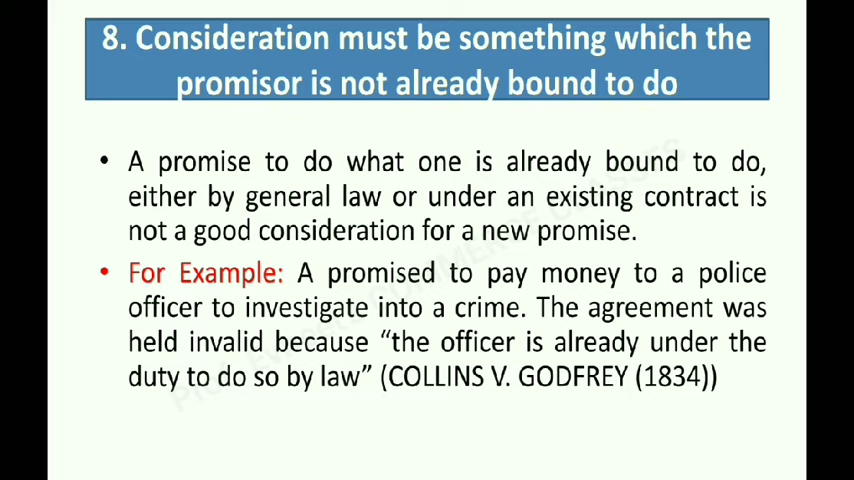 8. Consideration must be something which the
promisor is not already bound to do
• A promise to do what one is already bound to do,
either by general law or under an existing contract is
not a good consideration for a new promise.
• For Example: A promised to pay money to a police
officer to investigate into a crime. The agreement was
held invalid because “the officer is already under the
duty to do so by law” (COLLINS V. GODFREY (1834))
COMMERCE CLASSES